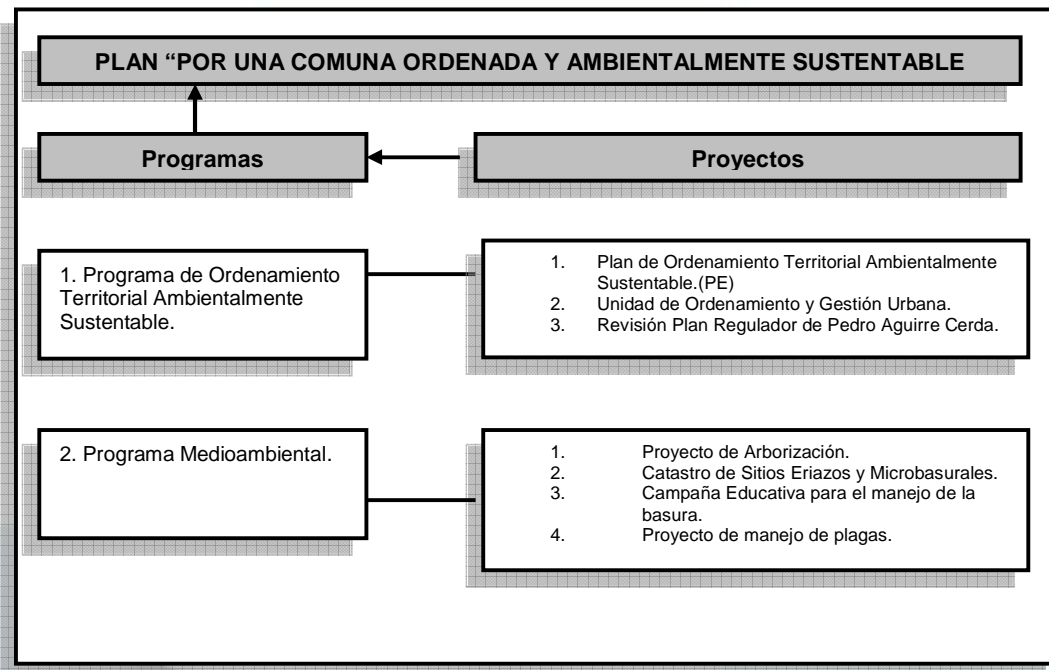 PLAN “POR UNA COMUNA ORDENADA Y AMBIENTALMENTE SUSTENTABLE
Programas
Proyectos
1. Programa de Ordenamiento
Territorial Ambientalmente
Sustentable.
1. Plan de Ordenamiento Territorial Ambientalmente
Sustentable.(PE)
2. Unidad de Ordenamiento y Gestión Urbana.
3. Revisión Plan Regulador de Pedro Aguirre Cerda.
2. Programa Medioambiental.
1. Proyecto de Arborización.
2. Catastro de Sitios Eriazos y Microbasurales.
3. Campaña Educativa para el manejo de la
basura.
4. Proyecto de manejo de plagas.